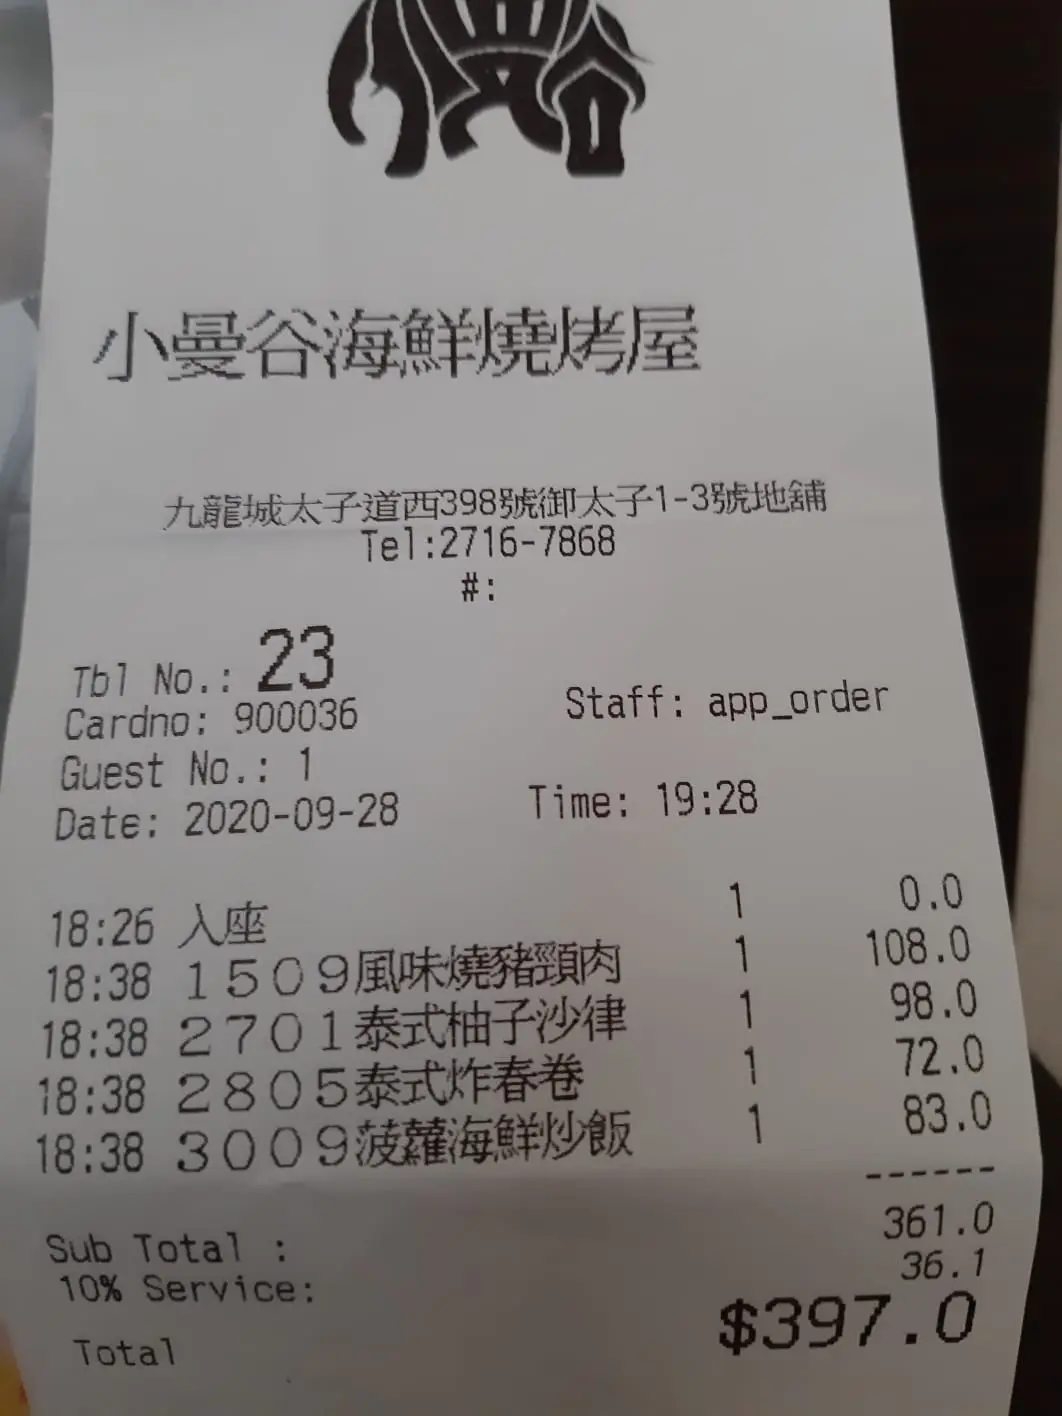 小曼谷海鮮燒烤屋
九龍城太子道西398號御太子1-3號地舖
Tel:2716-7868
#:
Tbl No.: 23
Cardno: 900036 Staff: app_order
Guest No.: 1
Date: 2020-09-28 Time: 19:28
18:26 入座 1 0.0
18:38 1509風味燒豬頸肉 1 108.0
18:38 2701泰式柚子沙律 1 98.0
18:38 2805泰式炸春卷 1 72.0
18:38 3009菠蘿海鮮炒飯 1 83.0
------
Sub Total : 361.0
10% Service: 36.1
Total $397.0